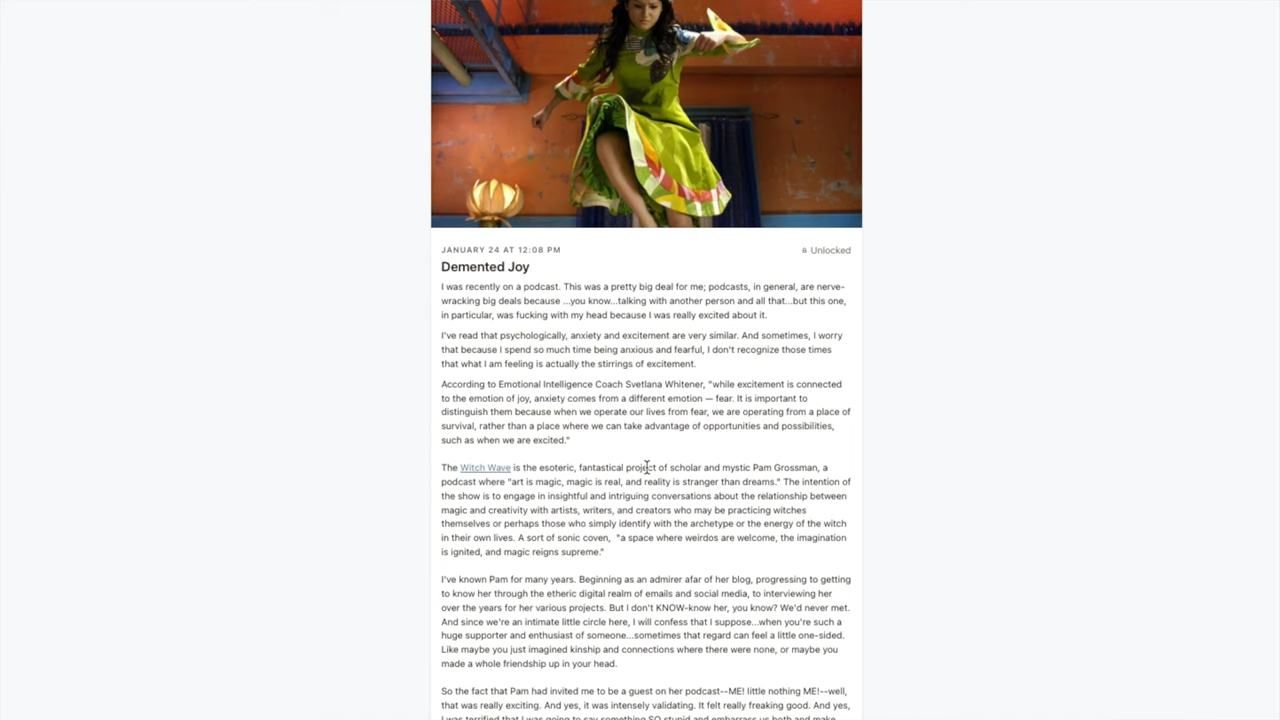 JANUARY 24 AT 12:08 PM
Unlocked
Demented Joy
I was recently on a podcast. This was a pretty big deal for me; podcasts, in general, are nerve-
wracking big deals because ...you know...talking with another person and all that...but this one,
in particular, was fucking with my head because I was really excited about it.
I've read that psychologically, anxiety and excitement are very similar. And sometimes, I worry
that because I spend so much time being anxious and fearful, I don't recognize those times
that what I am feeling is actually the stirrings of excitement.
According to Emotional Intelligence Coach Svetlana Whitener, "while excitement is connected
to the emotion of joy, anxiety comes from a different emotion — fear. It is important to
distinguish them because when we operate our lives from fear, we are operating from a place of
survival, rather than a place where we can take advantage of opportunities and possibilities,
such as when we are excited."
The Witch Wave is the esoteric, fantastical project of scholar and mystic Pam Grossman, a
podcast where "art is magic, magic is real, and reality is stranger than dreams." The intention of
the show is to engage in insightful and intriguing conversations about the relationship between
magic and creativity with artists, writers, and creators who may be practicing witches
themselves or perhaps those who simply identify with the archetype or the energy of the witch
in their own lives. A sort of sonic coven,  "a space where weirdos are welcome, the imagination
is ignited, and magic reigns supreme."
I've known Pam for many years. Beginning as an admirer afar of her blog, progressing to getting
to know her through the etheric digital realm of emails and social media, to interviewing her
over the years for her various projects. But I don't KNOW-know her, you know? We'd never met.
And since we're an intimate little circle here, I will confess that I suppose...when you're such a
huge supporter and enthusiast of someone...sometimes that regard can feel a little one-sided.
Like maybe you just imagined kinship and connections where there were none, or maybe you
made a whole friendship up in your head.
So the fact that Pam had invited me to be a guest on her podcast--ME! little nothing ME!--well,
that was really exciting. And yes, it was intensely validating. It felt really freaking good. And yes,
I was terrified that I was going to say something SO stupid and embarrass us both and make